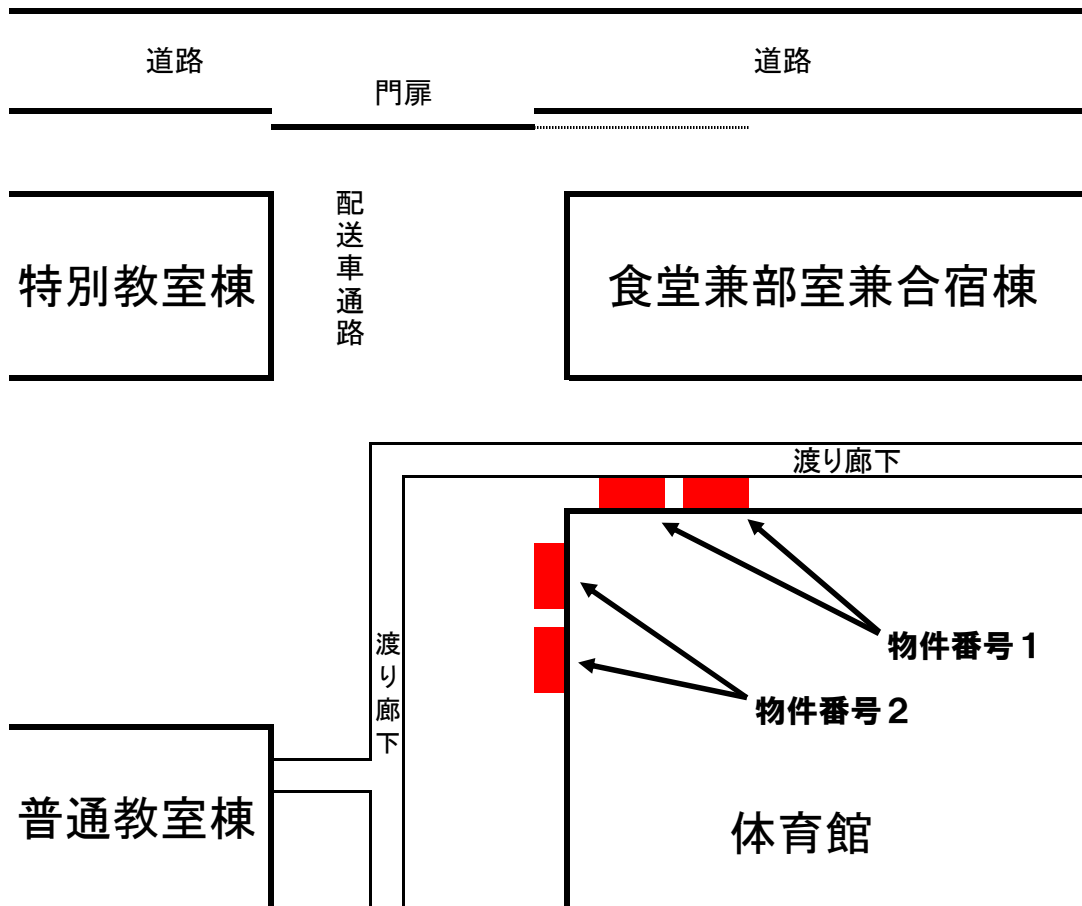 道路
道路
門扉
配送車通路
特別教室棟
食堂兼部室兼合宿棟
渡り廊下
渡り廊下
物件番号1
物件番号2
普通教室棟
体育館